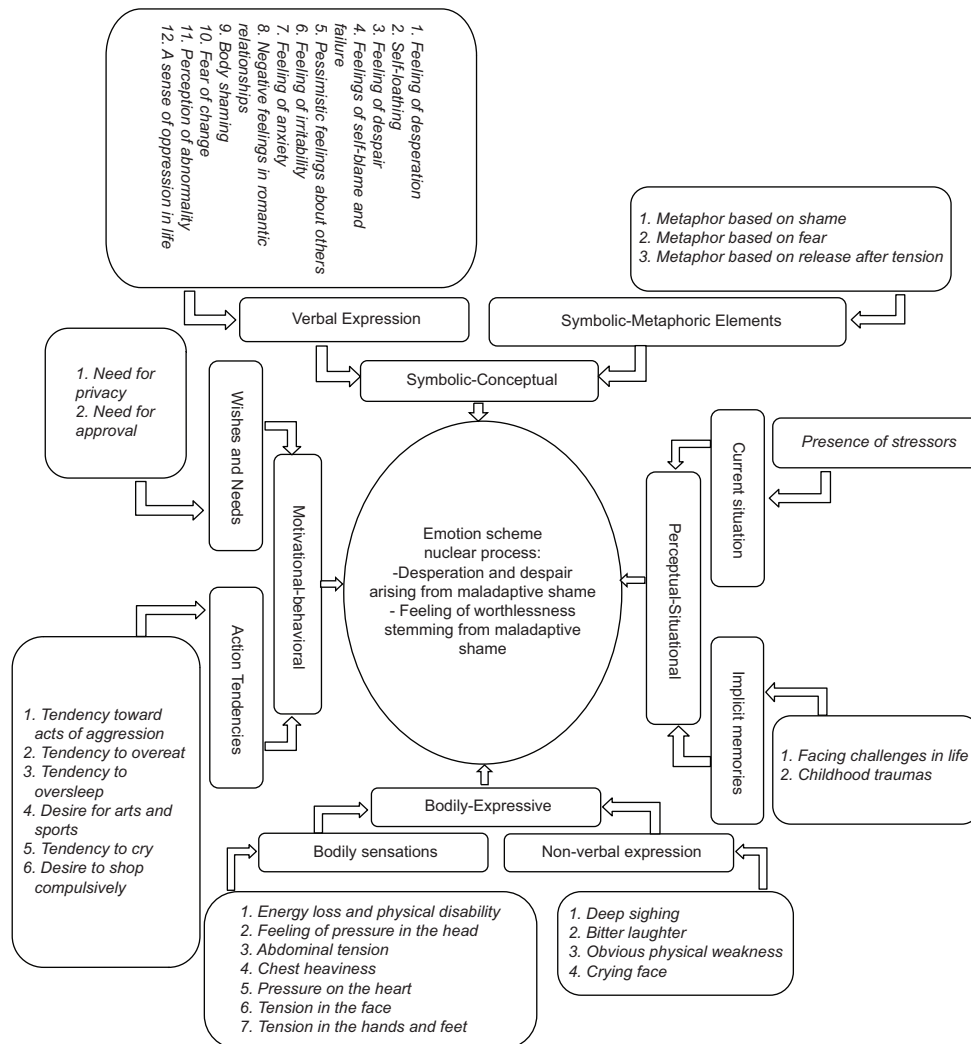 1. Feeling of desperation
2. Self-loathing
3. Feeling of despair
4. Feelings of self-blame and
failure
5. Pessimistic feelings about others
6. Feeling of irritability
7. Feeling of anxiety
8. Negative feelings in romantic
relationships
9. Body shaming
10. Fear of change
11. Perception of abnormality
12. A sense of oppression in life
1. Metaphor based on shame
2. Metaphor based on fear
3. Metaphor based on release after tension
Verbal Expression
Symbolic-Metaphoric Elements
Symbolic-Conceptual
1. Need for
privacy
2. Need for
approval
Wishes and Needs
Motivational-behavioral
Action Tendencies
1. Tendency toward
acts of aggression
2. Tendency to overeat
3. Tendency to
oversleep
4. Desire for arts and
sports
5. Tendency to cry
6. Desire to shop
compulsively
Emotion scheme
nuclear process:
-Desperation and despair
arising from maladaptive shame
- Feeling of worthlessness
stemming from maladaptive
shame
Perceptual-Situational
Current situation
Presence of stressors
Implicit memories
1. Facing challenges in life
2. Childhood traumas
Bodily-Expressive
Bodily sensations
Non-verbal expression
1. Energy loss and physical disability
2. Feeling of pressure in the head
3. Abdominal tension
4. Chest heaviness
5. Pressure on the heart
6. Tension in the face
7. Tension in the hands and feet
1. Deep sighing
2. Bitter laughter
3. Obvious physical weakness
4. Crying face